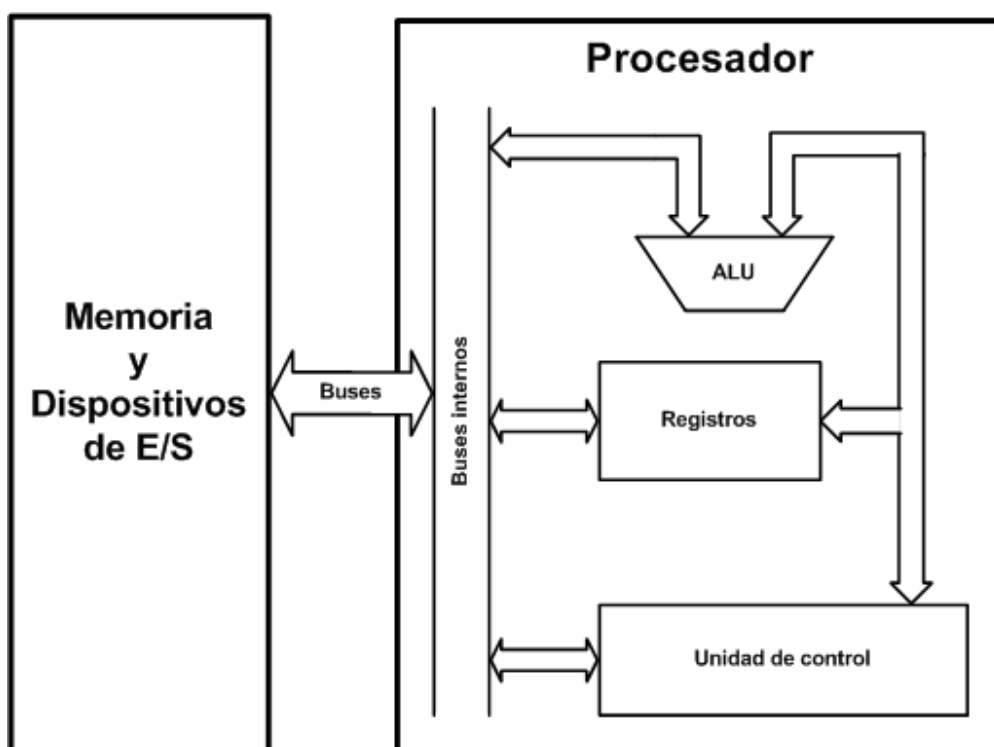 Procesador
Memoria
y
Dispositivos
de E/S
Buses
Buses internos
ALU
Registros
Unidad de control